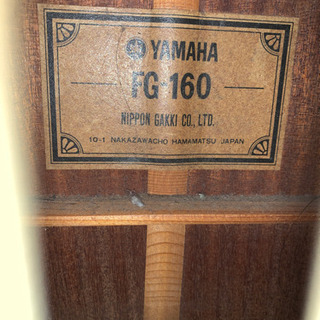 YAMAHA
FG-160
NIPPON GAKKI CO., LTD.
10-1 NAKAZAWACHO HAMAMATSU JAPAN